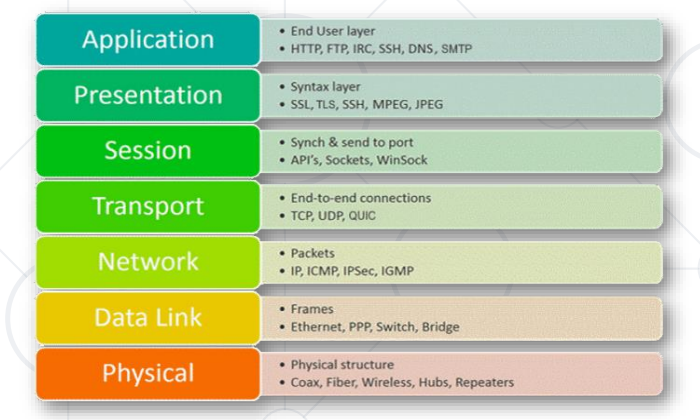 Application
• End User layer
• HTTP, FTP, IRC, SSH, DNS, SMTP
Presentation
• Syntax layer
• SSL, TLS, SSH, MPEG, JPEG
Session
• Synch & send to port
• API's, Sockets, WinSock
Transport
• End-to-end connections
• TCP, UDP, QUIC
Network
• Packets
• IP, ICMP, IPSec, IGMP
Data Link
• Frames
• Ethernet, PPP, Switch, Bridge
Physical
• Physical structure
• Coax, Fiber, Wireless, Hubs, Repeaters